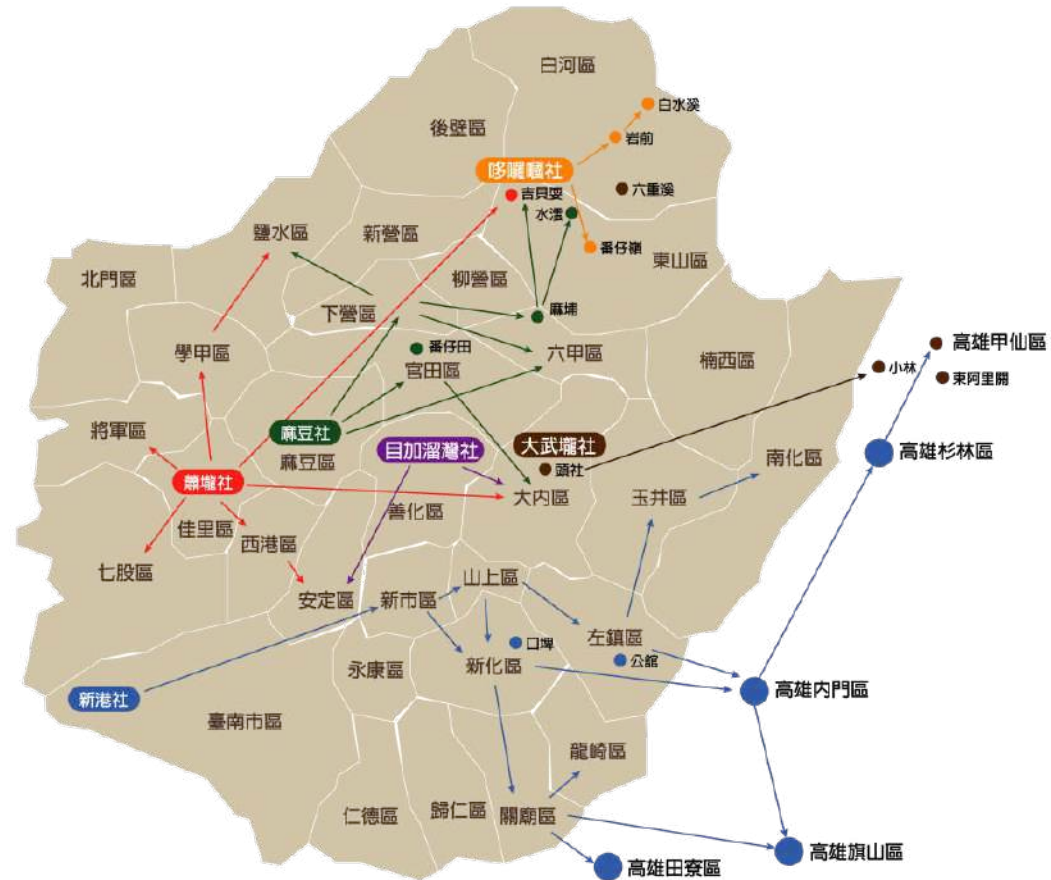 白河區
白水溪
後壁區
岩前
哆囉嘓社
六重溪
吉貝耍
水漂
鹽水區
新營區
番仔嶺
東山區
北門區
柳營區
下營區
麻埔
學甲區
番仔田
官田區
六甲區
楠西區
高雄甲仙區
小林
東阿里關
將軍區
麻豆社
麻豆區
目加溜灣社
大武壠社
頭社
高雄杉林區
南化區
蕭壠社
大內區
玉井區
善化區
佳里區
西港區
七股區
山上區
安定區
新市區
左鎮區
口埤
公館
永康區
新化區
新港社
高雄內門區
臺南市區
龍崎區
仁德區
歸仁區
關廟區
高雄旗山區
高雄田寮區